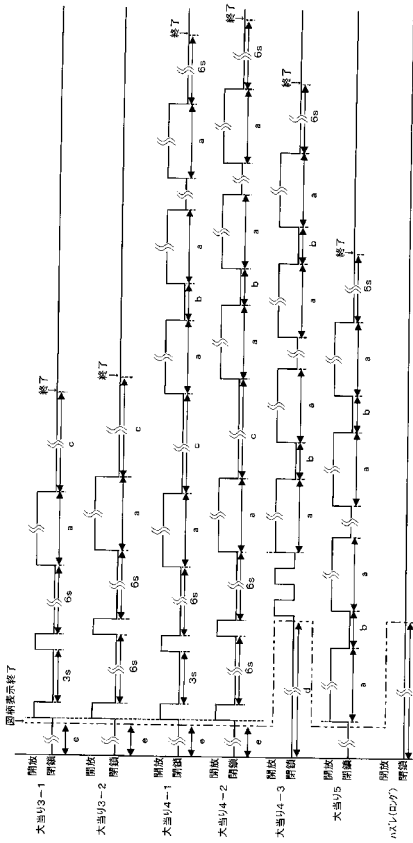 図柄表示終了
開放
閉鎖
大当り3-1
e
3s
6s
a
c
終了
開放
閉鎖
大当り3-2
e
6s
6s
a
c
終了
開放
閉鎖
大当り4-1
e
3s
6s
a
c
a
b
a
a
6s
終了
開放
閉鎖
大当り4-2
e
6s
6s
a
c
a
b
a
a
6s
終了
開放
閉鎖
大当り4-3
d
a
b
a
a
b
a
6s
終了
開放
閉鎖
大当り5
a
b
a
a
b
a
6s
終了
開放
閉鎖
ハズレ(ロング)